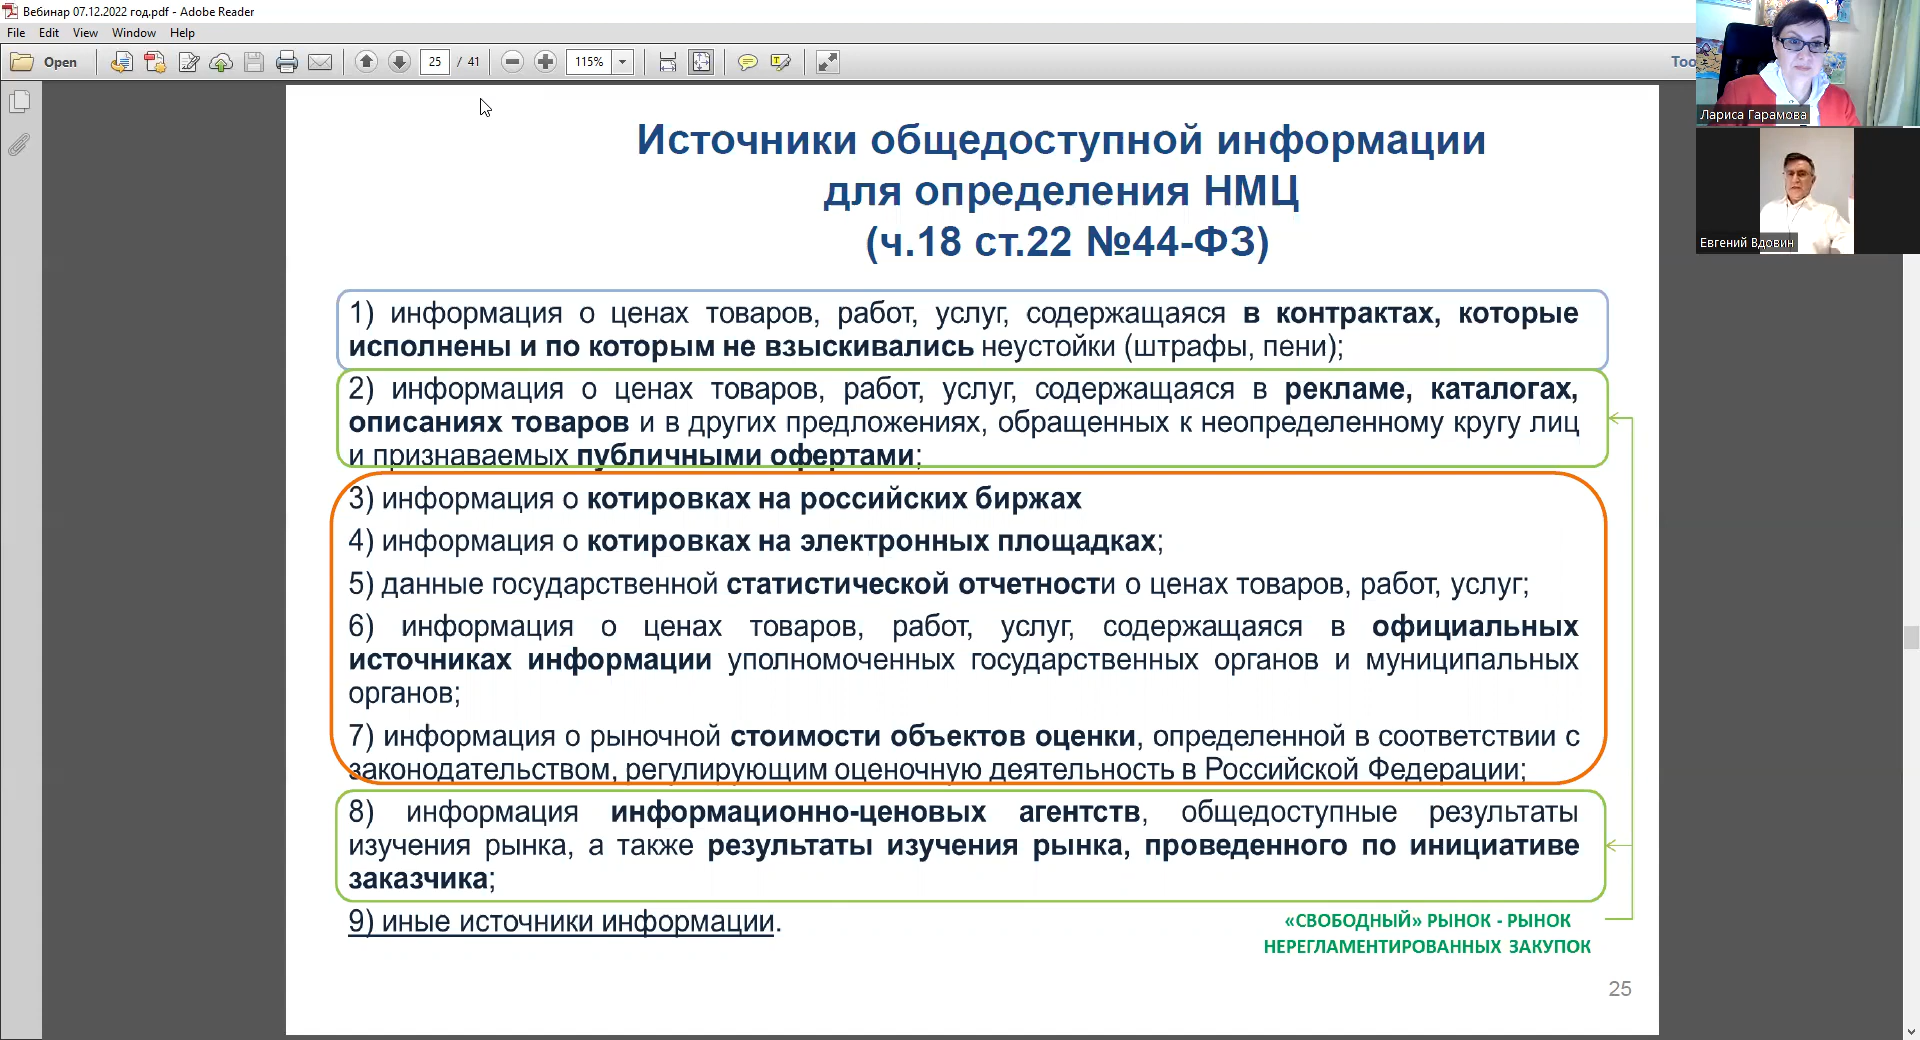 Вебинар 07.12.2022 год.pdf - Adobe Reader
File Edit View Window Help
Open 25 / 41 115% Too
Лариса Гарамова
Евгений Вдовин
Источники общедоступной информации
для определения НМЦ
(ч.18 ст.22 №44-ФЗ)
1) информация о ценах товаров, работ, услуг, содержащаяся в контрактах, которые
исполнены и по которым не взыскивались неустойки (штрафы, пени);
2) информация о ценах товаров, работ, услуг, содержащаяся в рекламе, каталогах,
описаниях товаров и в других предложениях, обращенных к неопределенному кругу лиц
и признаваемых публичными офертами;
3) информация о котировках на российских биржах
4) информация о котировках на электронных площадках;
5) данные государственной статистической отчетности о ценах товаров, работ, услуг;
6) информация о ценах товаров, работ, услуг, содержащаяся в официальных
источниках информации уполномоченных государственных органов и муниципальных
органов;
7) информация о рыночной стоимости объектов оценки, определенной в соответствии с
законодательством, регулирующим оценочную деятельность в Российской Федерации;
8) информация информационно-ценовых агентств, общедоступные результаты
изучения рынка, а также результаты изучения рынка, проведенного по инициативе
заказчика;
9) иные источники информации.
«СВОБОДНЫЙ» РЫНОК - РЫНОК
НЕРЕГЛАМЕНТИРОВАННЫХ ЗАКУПОК
25